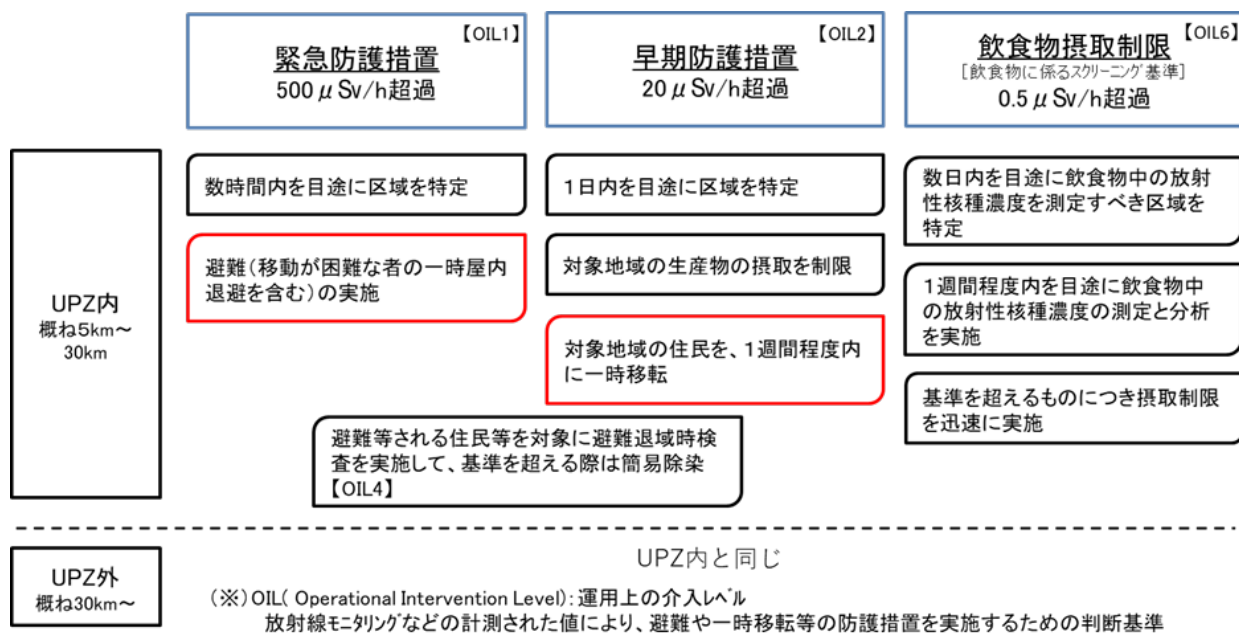 【OIL1】
緊急防護措置
500μSv/h超過
【OIL2】
早期防護措置
20μSv/h超過
【OIL6】
飲食物摂取制限
[飲食物に係るスクリーニング基準]
0.5μSv/h超過
UPZ内
概ね5km~
30km
数時間内を目途に区域を特定
避難(移動が困難な者の一時屋内
退避を含む)の実施
1日内を目途に区域を特定
対象地域の生産物の摂取を制限
対象地域の住民を、1週間程度内
に一時移転
避難等される住民等を対象に避難退域時検
査を実施して、基準を超える際は簡易除染
【OIL4】
数日内を目途に飲食物中の放射
性核種濃度を測定すべき区域を
特定
1週間程度内を目途に飲食物中
の放射性核種濃度の測定と分析
を実施
基準を超えるものにつき摂取制限
を迅速に実施
UPZ外
概ね30km~
UPZ内と同じ
(※)OIL( Operational Intervention Level):運用上の介入レベル
放射線モニタリングなどの計測された値により、避難や一時移転等の防護措置を実施するための判断基準